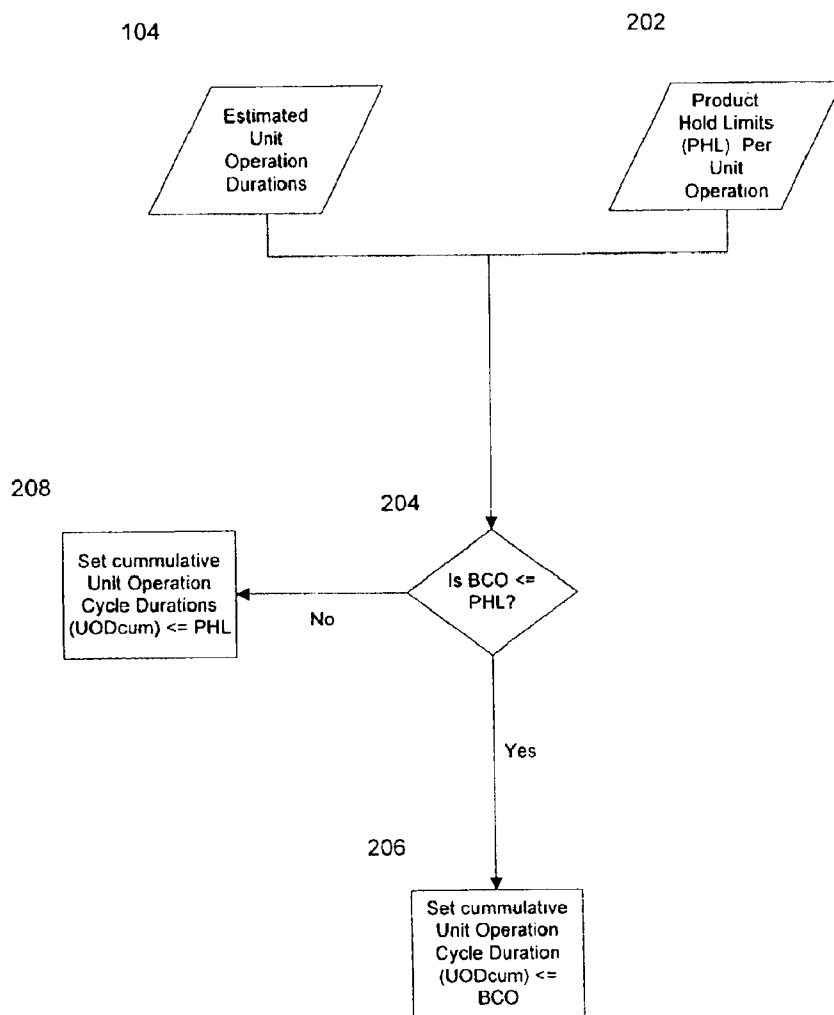 104
202
Estimated
Unit
Operation
Durations
Product
Hold Limits
(PHL) Per
Unit
Operation
208
204
Set cummulative
Unit Operation
Cycle Durations
(UODcum) <= PHL
No
Is BCO <=
PHL?
Yes
206
Set cummulative
Unit Operation
Cycle Duration
(UODcum) <=
BCO